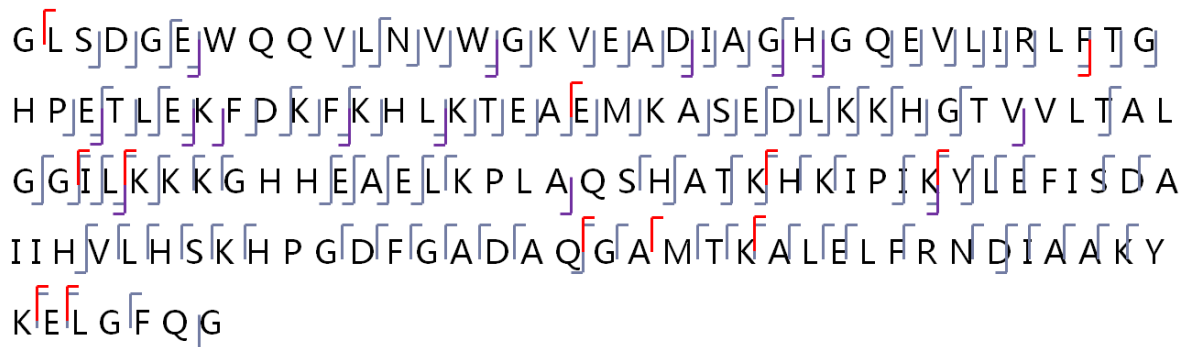 G L S D G E W Q Q V L N V W G K V E A D I A G H G Q E V L I R L F T G
H P E T L E K F D K F K H L K T E A E M K A S E D L K K H G T V V L T A L
G G I L K K K G H H E A E L K P L A Q S H A T K H K I P I K Y L E F I S D A
I I H V L H S K H P G D F G A D A Q G A M T K A L E L F R N D I A A K Y
K E L G F Q G